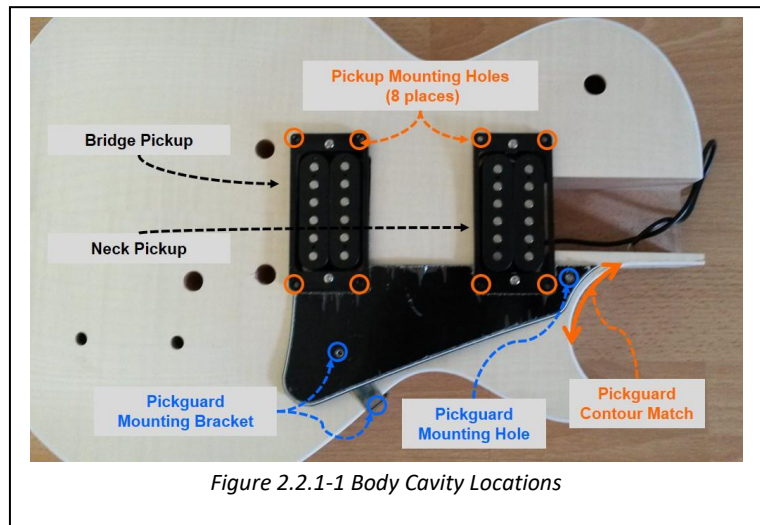 Pickup Mounting Holes
(8 places)
Bridge Pickup
Neck Pickup
Pickguard
Mounting Bracket
Pickguard
Mounting Hole
Pickguard
Contour Match
Figure 2.2.1-1 Body Cavity Locations